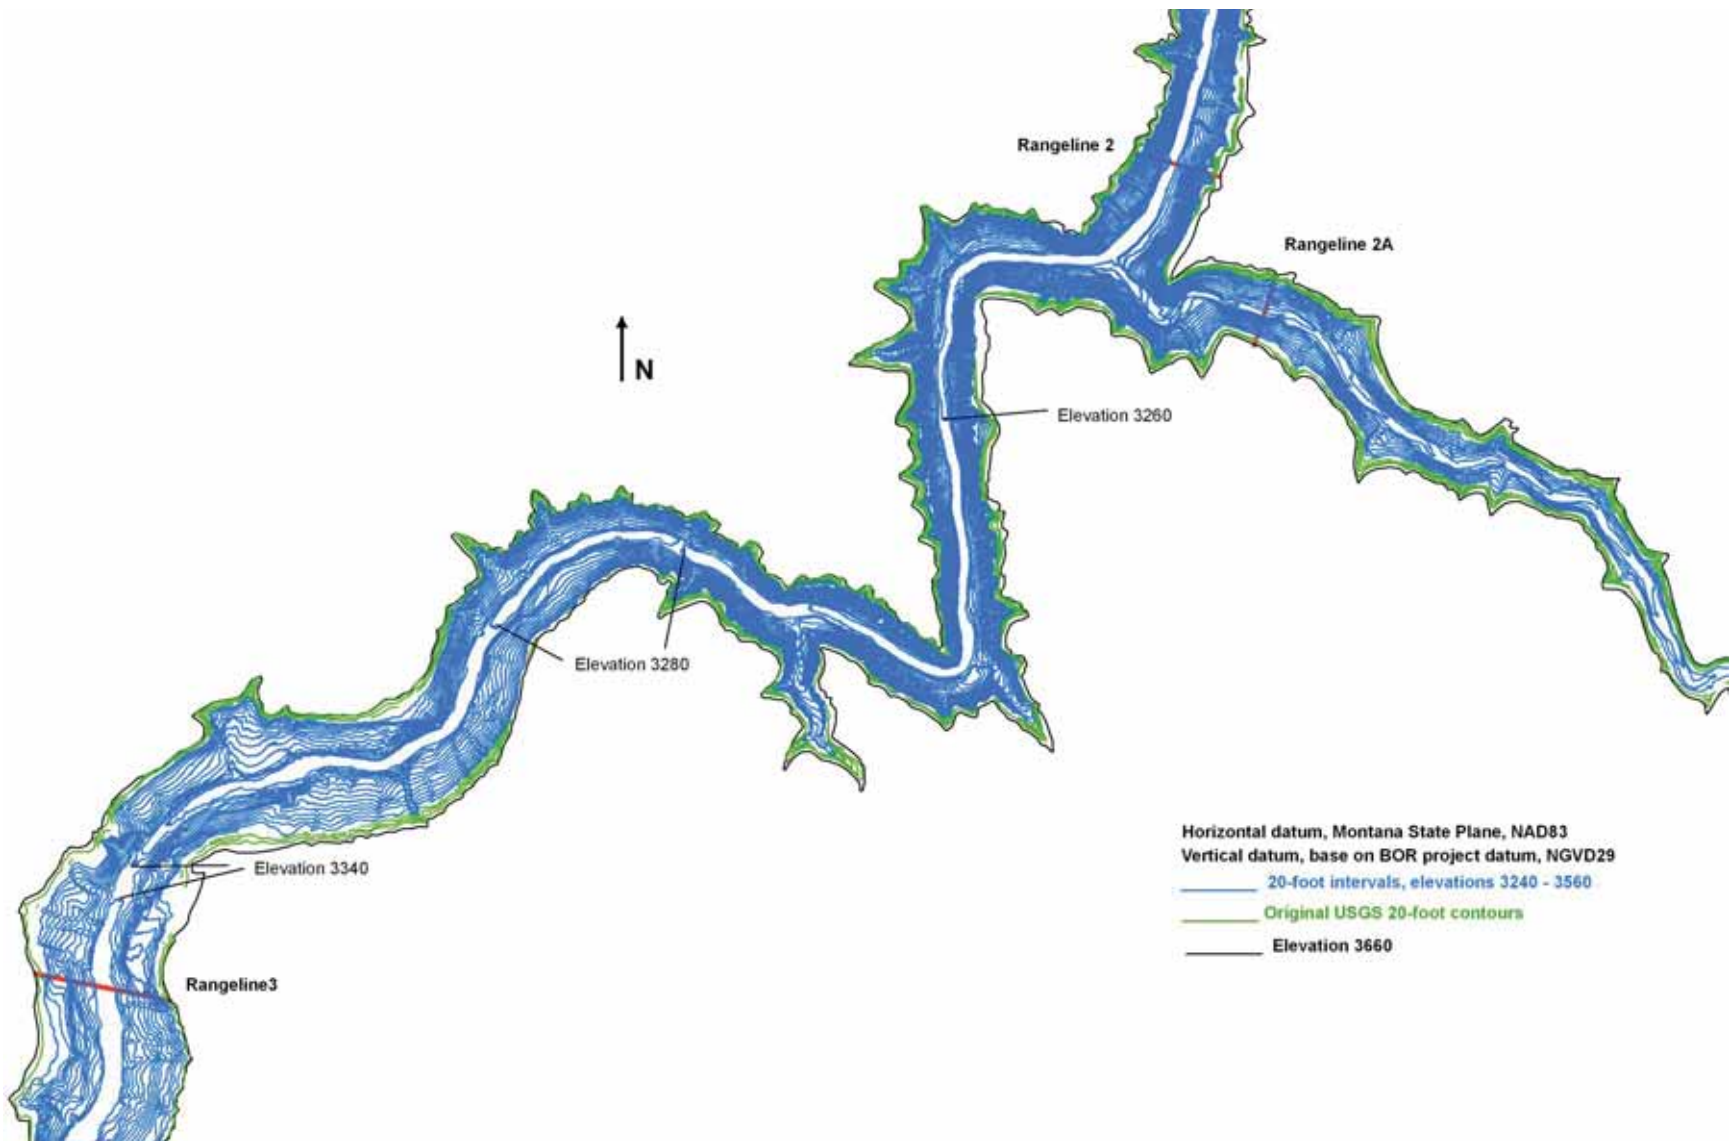 Rangeline 2
Rangeline 2A
N
Elevation 3260
Elevation 3280
Elevation 3340
Rangeline3
Horizontal datum, Montana State Plane, NAD83
Vertical datum, base on BOR project datum, NGVD29
20-foot intervals, elevations 3240 - 3560
Original USGS 20-foot contours
Elevation 3660